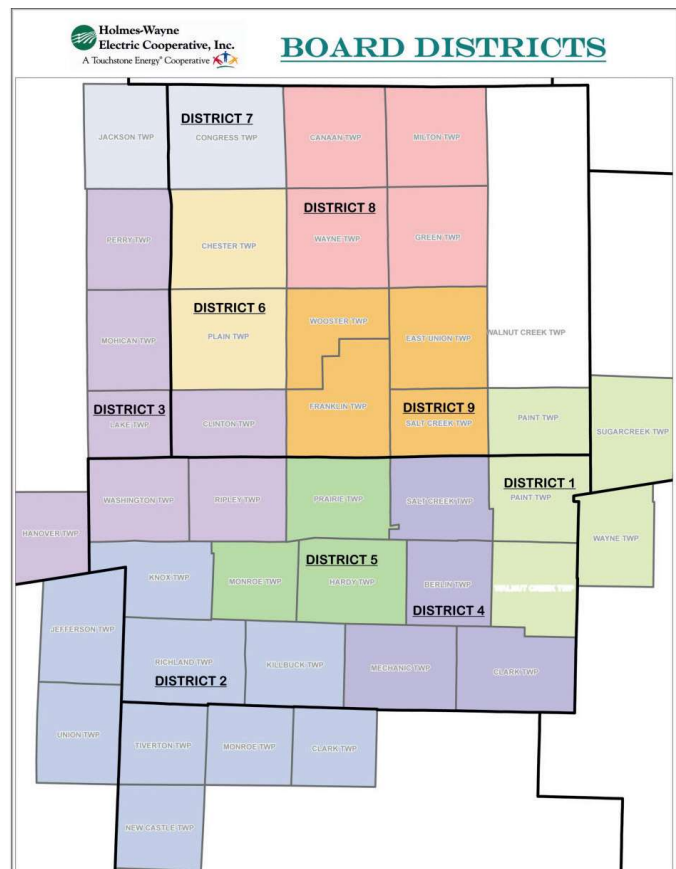 Holmes-Wayne
Electric Cooperative, Inc.
A Touchstone Energy® Cooperative
BOARD DISTRICTS
DISTRICT 7
JACKSON TWP
CONGRESS TWP
CANAAN TWP
MILTON TWP
DISTRICT 8
PERRY TWP
CHESTER TWP
WAYNE TWP
GREEN TWP
DISTRICT 6
WOOSTER TWP
MOHICAN TWP
PLAIN TWP
EAST UNION TWP
WALNUT CREEK TWP
DISTRICT 3
FRANKLIN TWP
DISTRICT 9
PAINT TWP
LAKE TWP
CLINTON TWP
SALT CREEK TWP
SUGARCREEK TWP
DISTRICT 1
WASHINGTON TWP
RIPLEY TWP
PRAIRIE TWP
SALT CREEK TWP
PAINT TWP
HANOVER TWP
WAYNE TWP
DISTRICT 5
KNOX TWP
MONROE TWP
HARDY TWP
BERLIN TWP
WALNUT CREEK TWP
DISTRICT 4
JEFFERSON TWP
RICHLAND TWP
KILLBUCK TWP
MECHANIC TWP
CLARK TWP
DISTRICT 2
UNION TWP
TIVERTON TWP
MONROE TWP
CLARK TWP
NEW CASTLE TWP